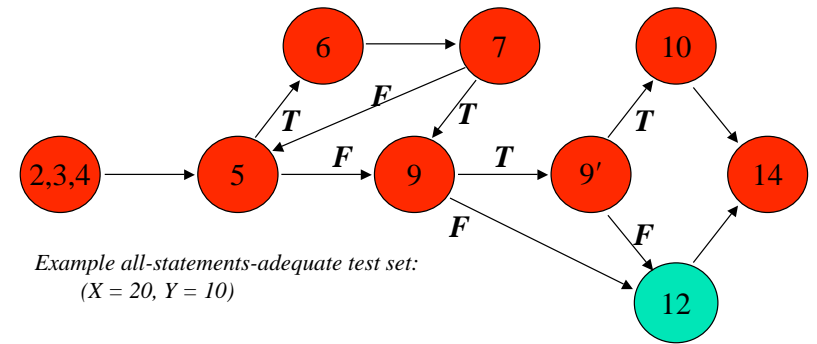 6 7 10
F
T T T
2,3,4 5 F 9 T 9′ 14
F F
Example all-statements-adequate test set:
(X = 20, Y = 10)
12